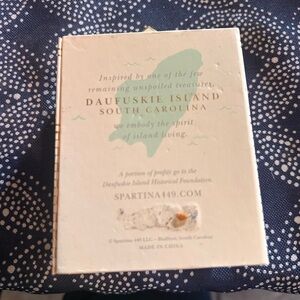 Inspired by one of the few
remaining unspoiled treasures,
DAUFUSKIE ISLAND
SOUTH CAROLINA
we embody the spirit
of island living.
A portion of profits go to the
Daufuskie Island Historical Foundation.
SPARTINA449.COM
© Spartina 449 LLC - Bluffton, South Carolina
MADE IN CHINA